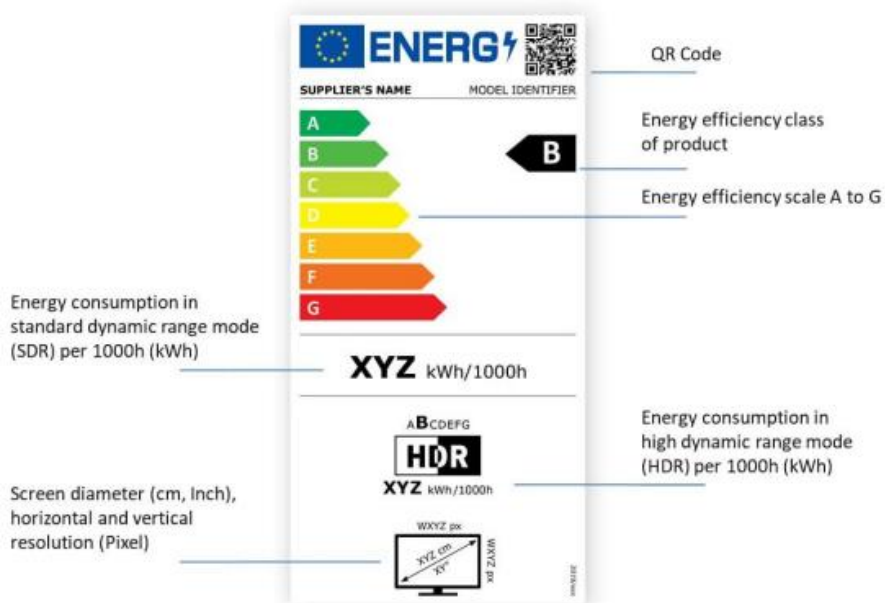 ENERG
QR Code
SUPPLIER'S NAME MODEL IDENTIFIER
A
B
C
D
E
F
G
B
Energy efficiency class
of product
Energy efficiency scale A to G
Energy consumption in
standard dynamic range mode
(SDR) per 1000h (kWh)
XYZ kWh/1000h
ABCDEFG
HDR
XYZ kWh/1000h
Energy consumption in
high dynamic range mode
(HDR) per 1000h (kWh)
Screen diameter (cm, Inch),
horizontal and vertical
resolution (Pixel)
WXYZ px
WXYZ px
XYZ cm
XY"